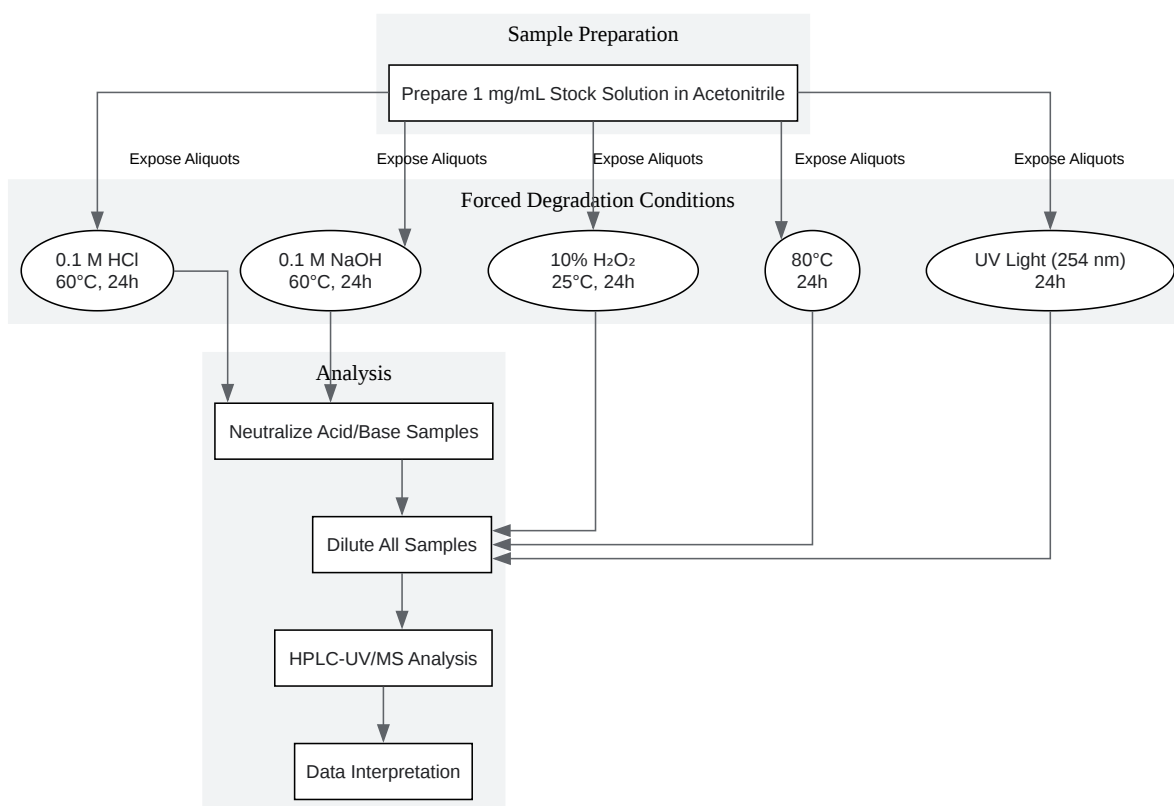 Sample Preparation
Prepare 1 mg/mL Stock Solution in Acetonitrile
Expose Aliquots
Expose Aliquots
Expose Aliquots
Expose Aliquots
Expose Aliquots
Forced Degradation Conditions
0.1 M HCl
60°C, 24h
0.1 M NaOH
60°C, 24h
10% H₂O₂
25°C, 24h
80°C
24h
UV Light (254 nm)
24h
Analysis
Neutralize Acid/Base Samples
Dilute All Samples
HPLC-UV/MS Analysis
Data Interpretation